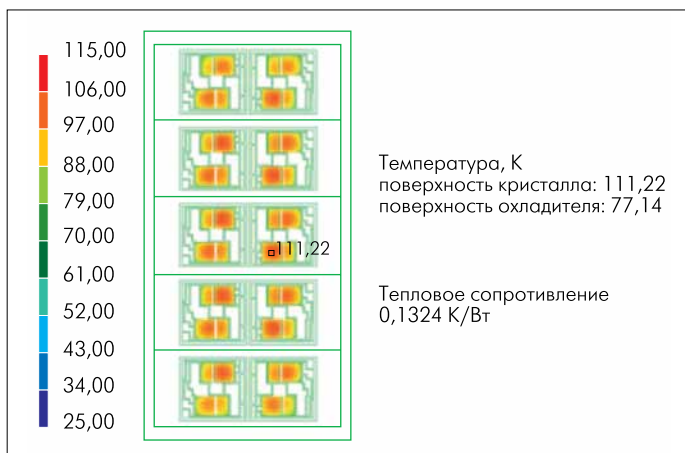 115,00
106,00
97,00
88,00
79,00
70,00
61,00
52,00
43,00
34,00
25,00
111,22
Температура, К
поверхность кристалла: 111,22
поверхность охладителя: 77,14
Тепловое сопротивление
0,1324 К/Вт